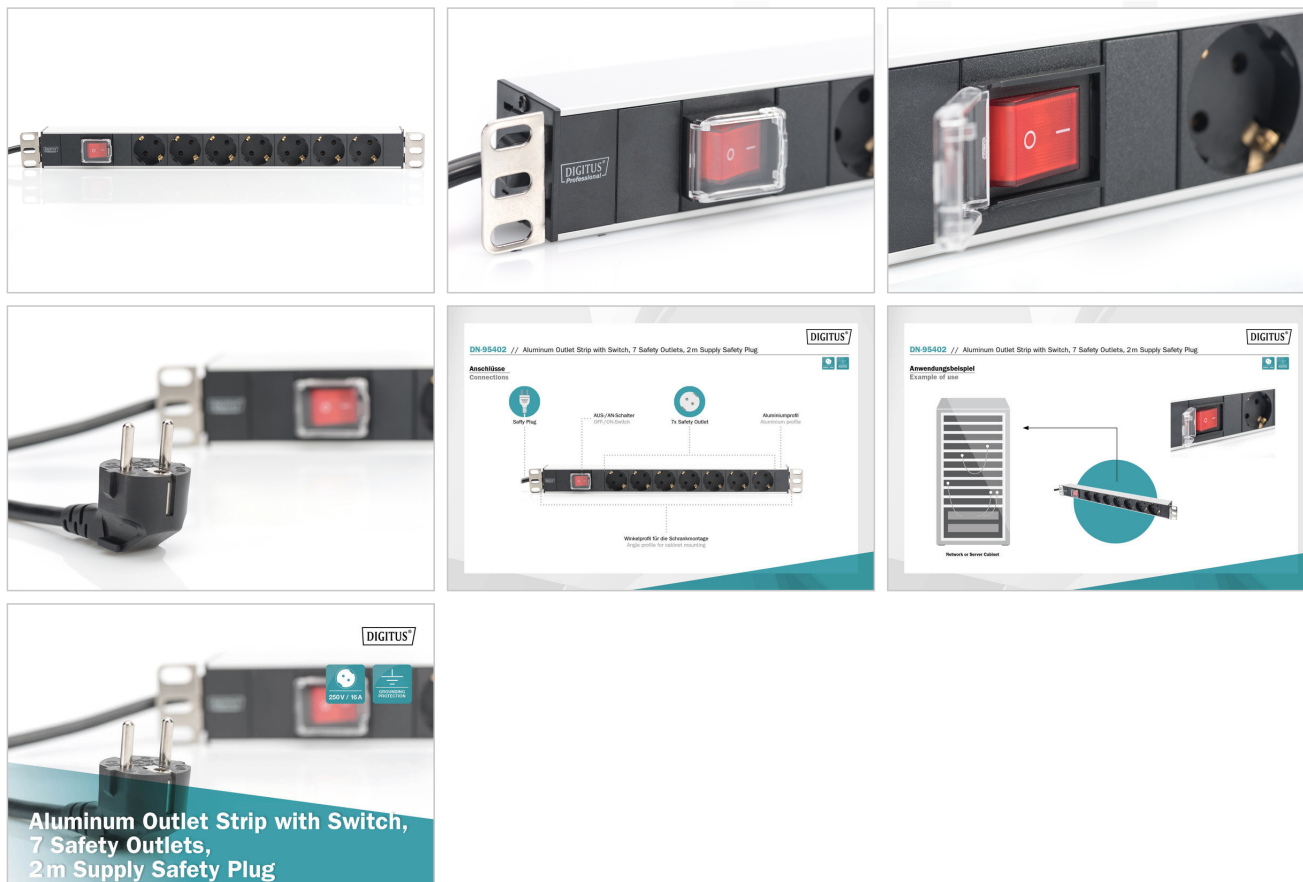 DIGITUS®
Professional
DIGITUS®
DN-95402 // Aluminum Outlet Strip with Switch, 7 Safety Outlets, 2m Supply Safety Plug
Anschlüsse
Connections
Safty Plug
AUS-/AN-Schalter
OFF-/ON-Switch
7x Safety Outlet
Aluminiumprofil
Aluminium profile
Winkelprofil für die Schrankmontage
Angle profile for cabinet mounting
DIGITUS®
DN-95402 // Aluminum Outlet Strip with Switch, 7 Safety Outlets, 2m Supply Safety Plug
Anwendungsbeispiel
Example of use
Network or Server Cabinet
DIGITUS®
250V / 16A
GROUNDING
PROTECTION
Aluminum Outlet Strip with Switch,
7 Safety Outlets,
2m Supply Safety Plug